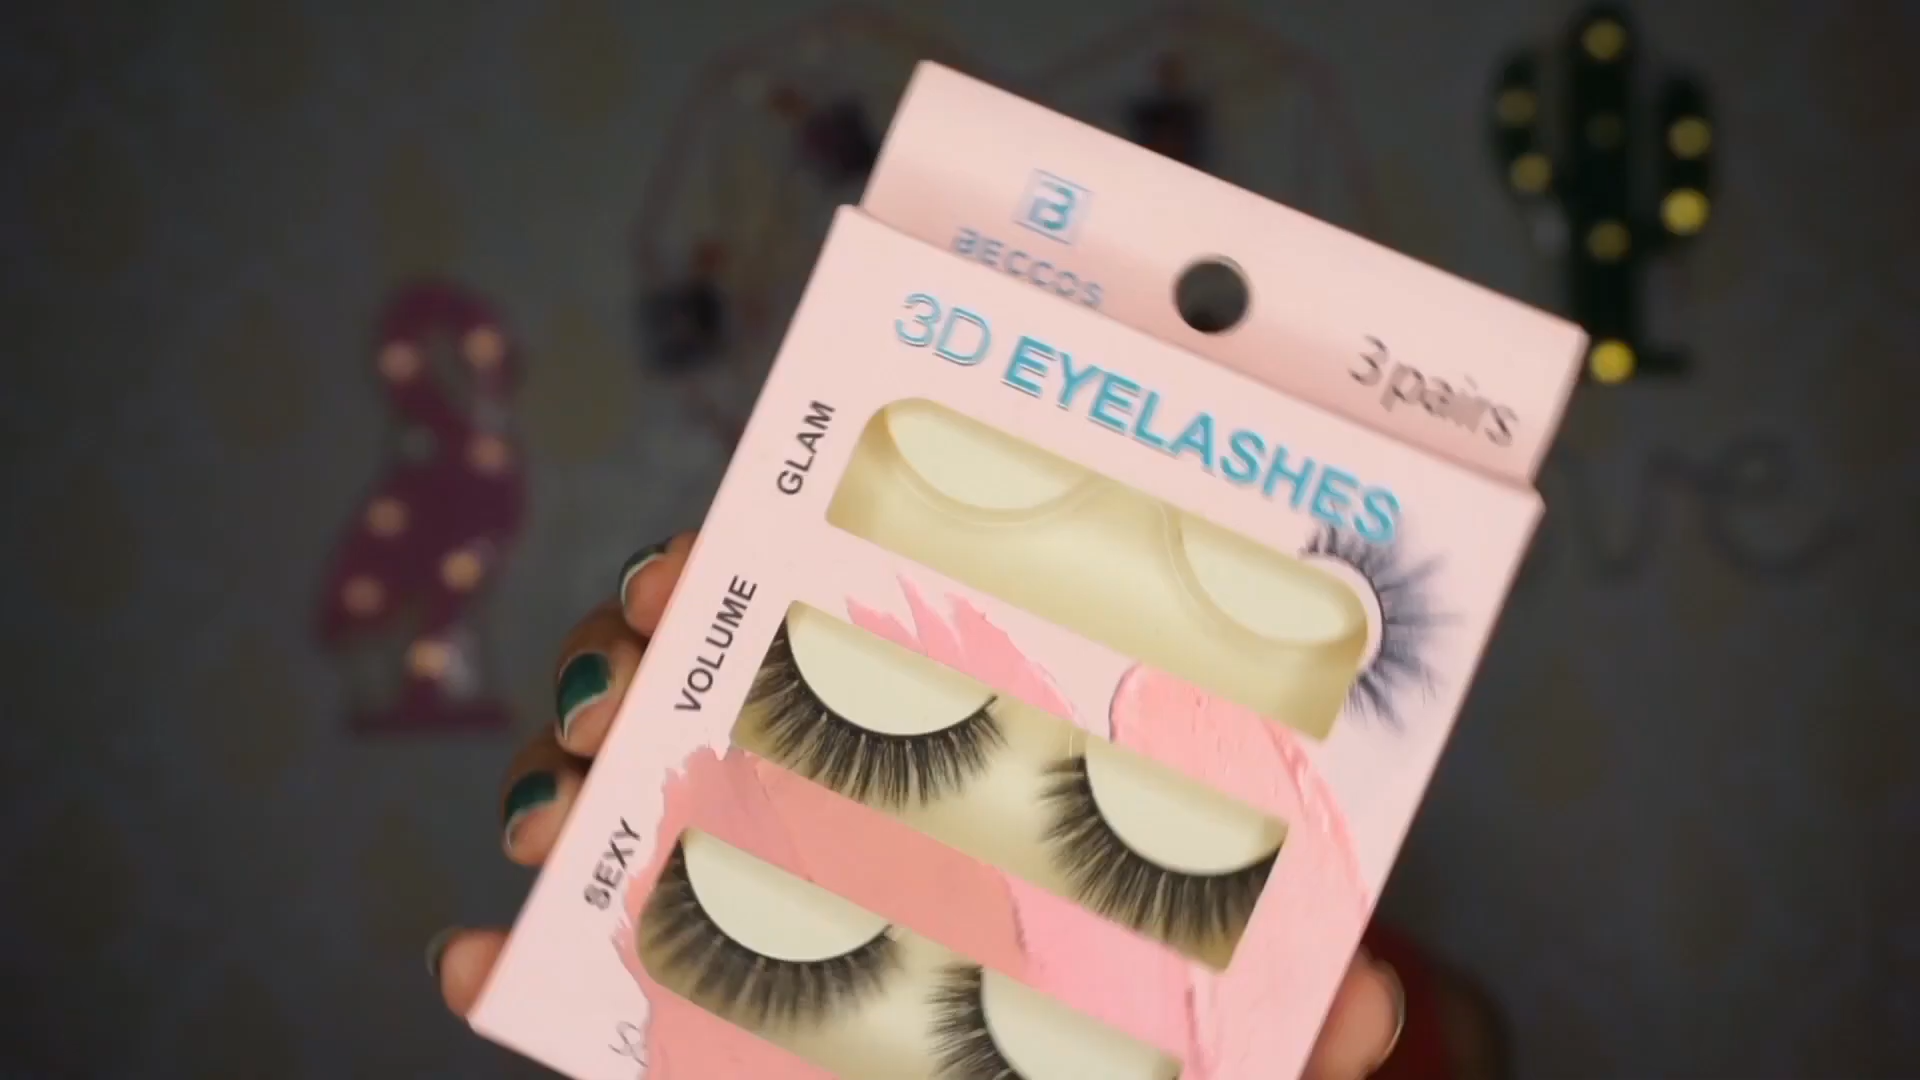 B
BECCOS
3 pairs
3D EYELASHES
GLAM
VOLUME
SEXY